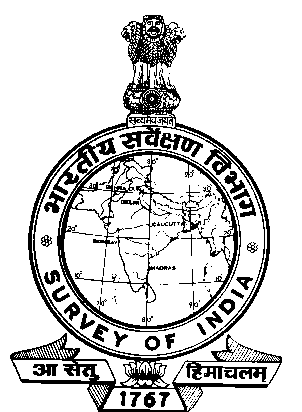 सत्यमेव जयते
भारतीय सर्वेक्षण विभाग
DELHI
CALCUTTA
BOMBAY
MADRAS
SURVEY OF INDIA
आ सेतु
हिमाचलम्
1767